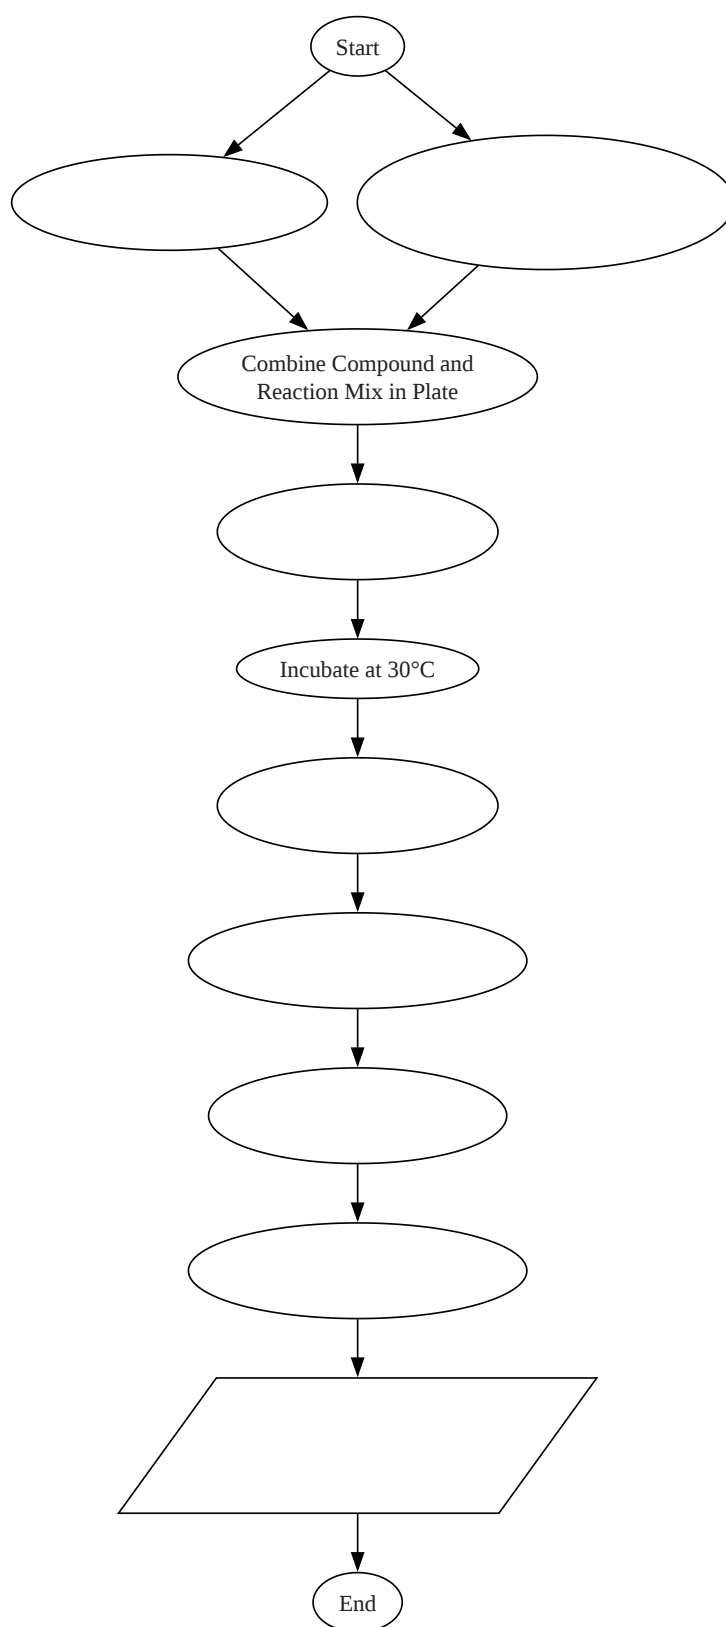 Start
Combine Compound and
Reaction Mix in Plate
Incubate at 30°C
End